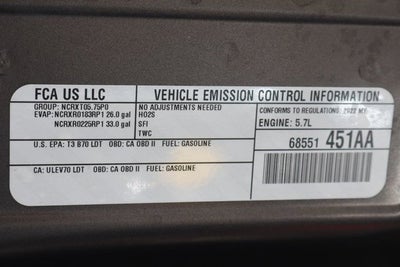 FCA US LLC
VEHICLE EMISSION CONTROL INFORMATION
GROUP: NCRXT05.75P0
EVAP: NCRXR0183RP1 26.0 gal
NCRXR0225RP1 33.0 gal
NO ADJUSTMENTS NEEDED
HO2S
SFI
TWC
CONFORMS TO REGULATIONS: 2022 MY
ENGINE: 5.7L
U.S. EPA: T3 B70 LDT OBD: CA OBD II FUEL: GASOLINE
CA: ULEV70 LDT OBD: CA OBD II FUEL: GASOLINE
68551 451AA